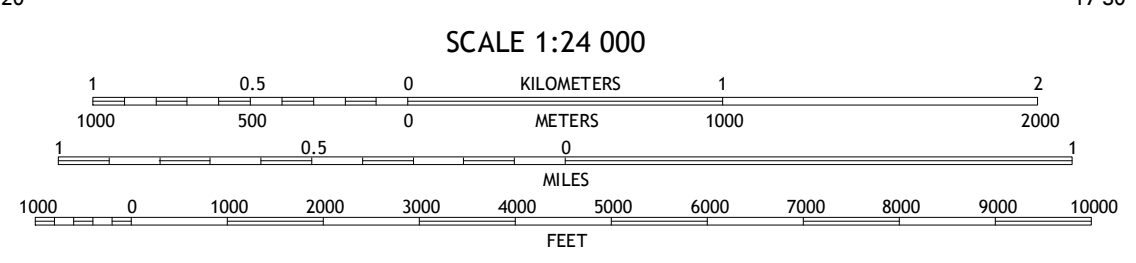 20
17 30
SCALE 1:24 000
1 0.5 0 KILOMETERS 1 2
1000 500 0 METERS 1000 2000
1 0.5 0 1
MILES
1000 0 1000 2000 3000 4000 5000 6000 7000 8000 9000 10000
FEET